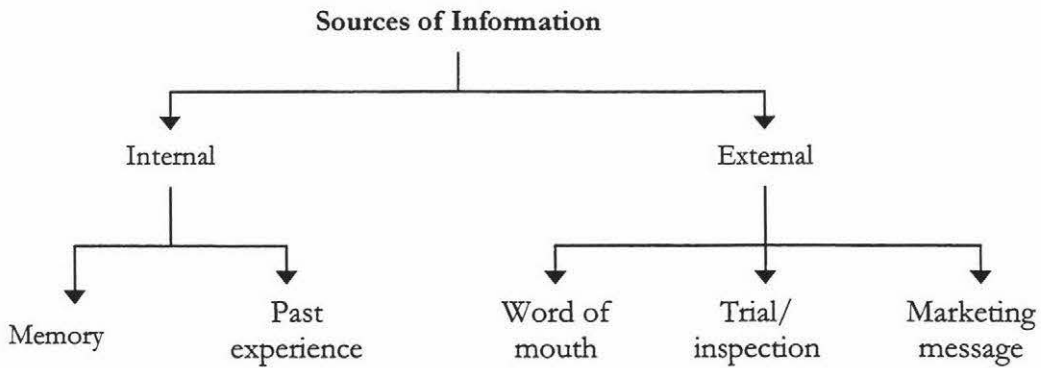 Sources of Information
Internal
External
Memory
Past
experience
Word of
mouth
Trial/
inspection
Marketing
message